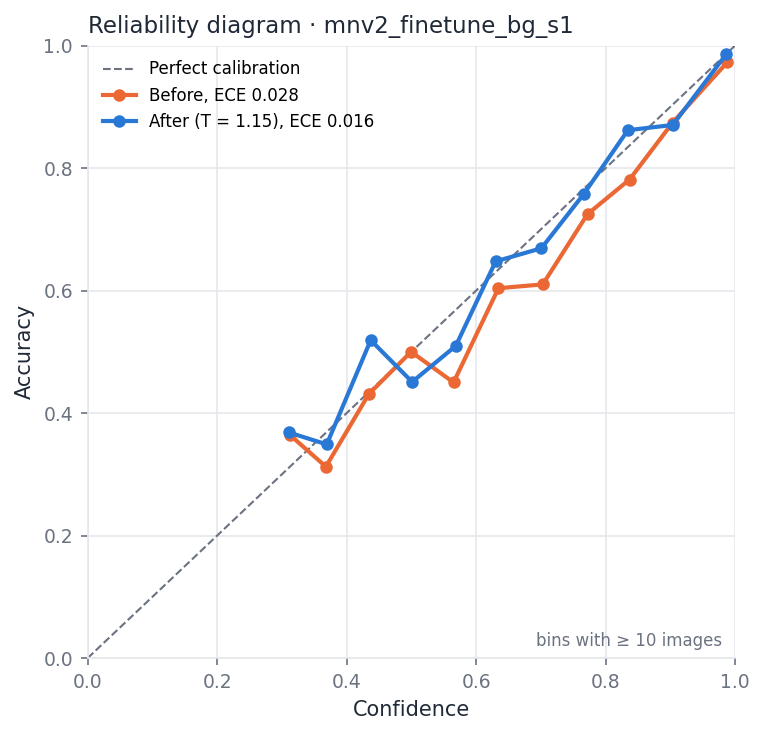 Reliability diagram · mnv2_finetune_bg_s1
Perfect calibration
Before, ECE 0.028
After (T = 1.15), ECE 0.016
1.0
0.8
0.6
0.4
0.2
0.0
Accuracy
bins with ≥ 10 images
0.0 0.2 0.4 0.6 0.8 1.0
Confidence